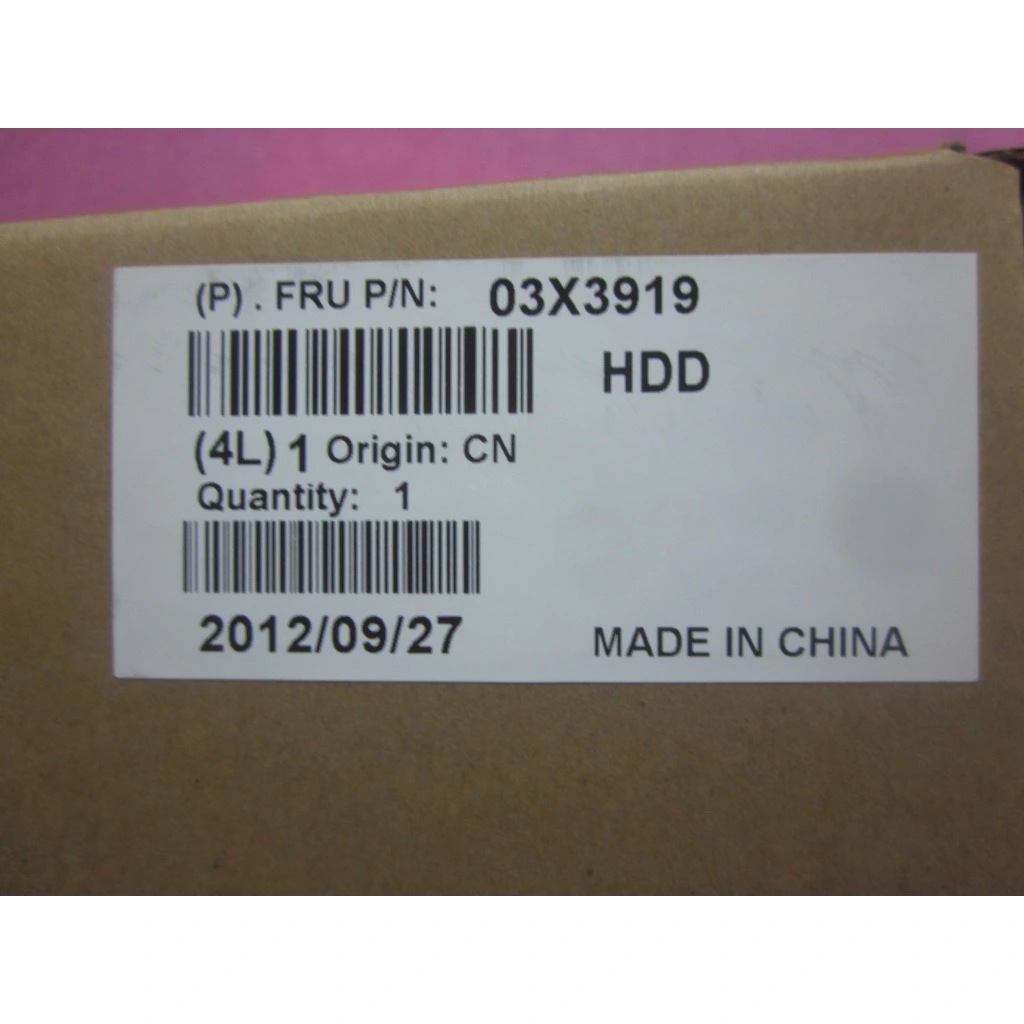 (P) . FRU P/N: 03X3919
HDD
(4L) 1 Origin: CN
Quantity: 1
2012/09/27
MADE IN CHINA